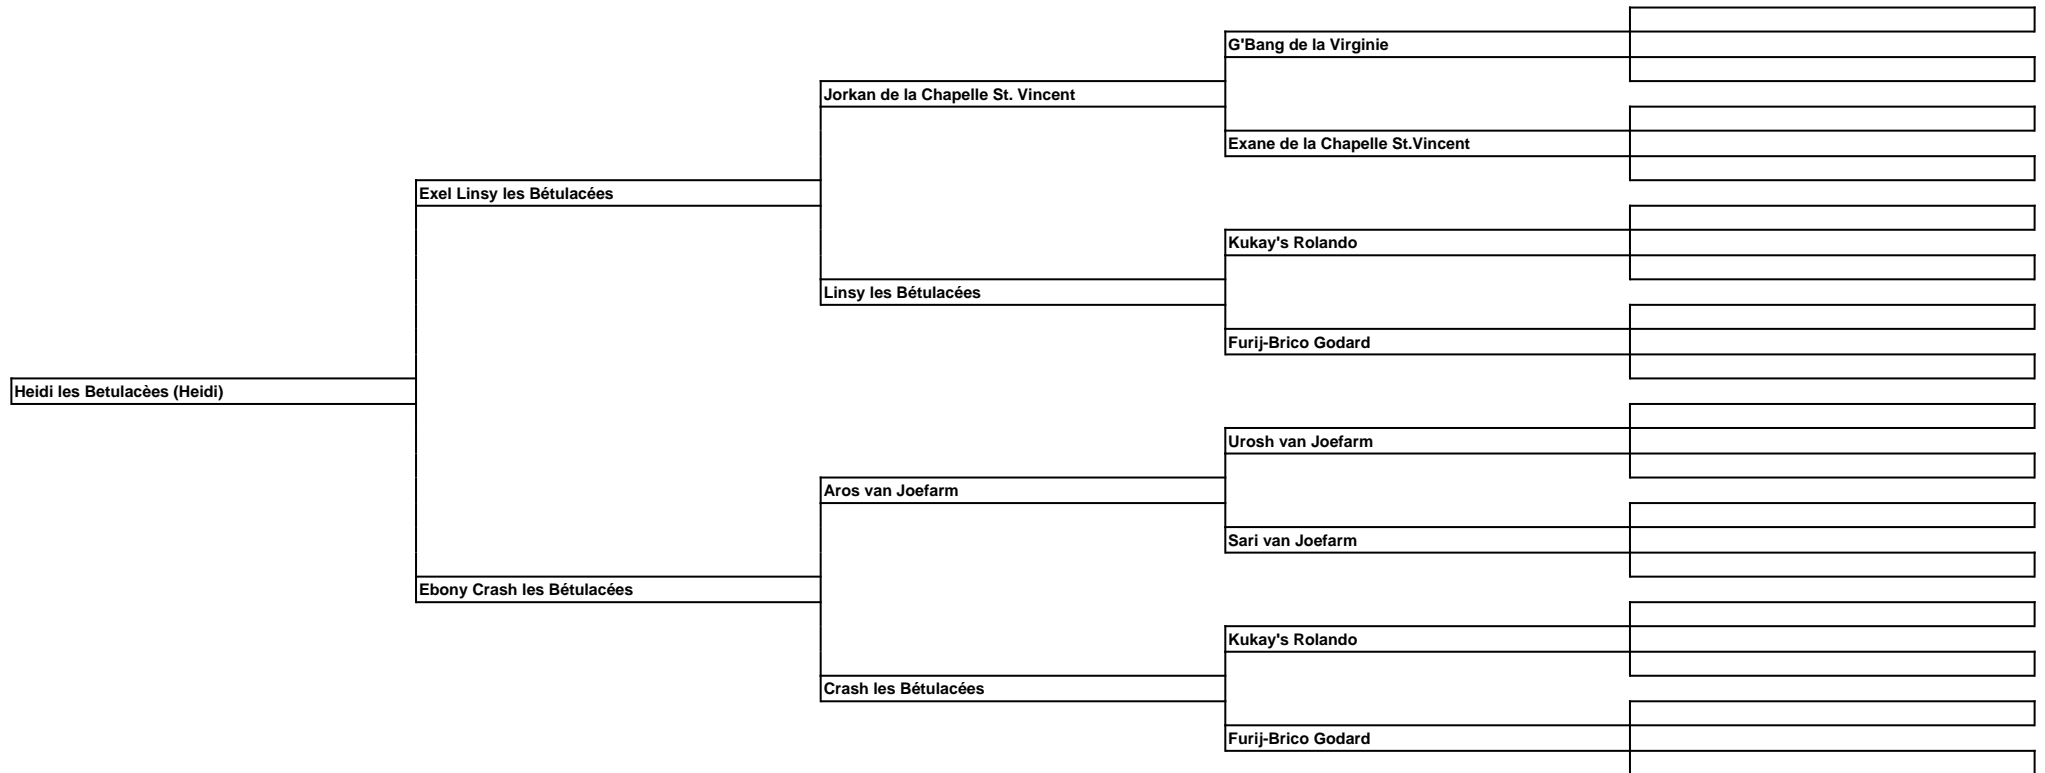 G'Bang de la Virginie
Jorkan de la Chapelle St. Vincent
Exane de la Chapelle St.Vincent
Exel Linsy les Bétulacées
Kukay's Rolando
Linsy les Bétulacées
Furij-Brico Godard
Heidi les Betulacèes (Heidi)
Urosh van Joefarm
Aros van Joefarm
Sari van Joefarm
Ebony Crash les Bétulacées
Kukay's Rolando
Crash les Bétulacées
Furij-Brico Godard